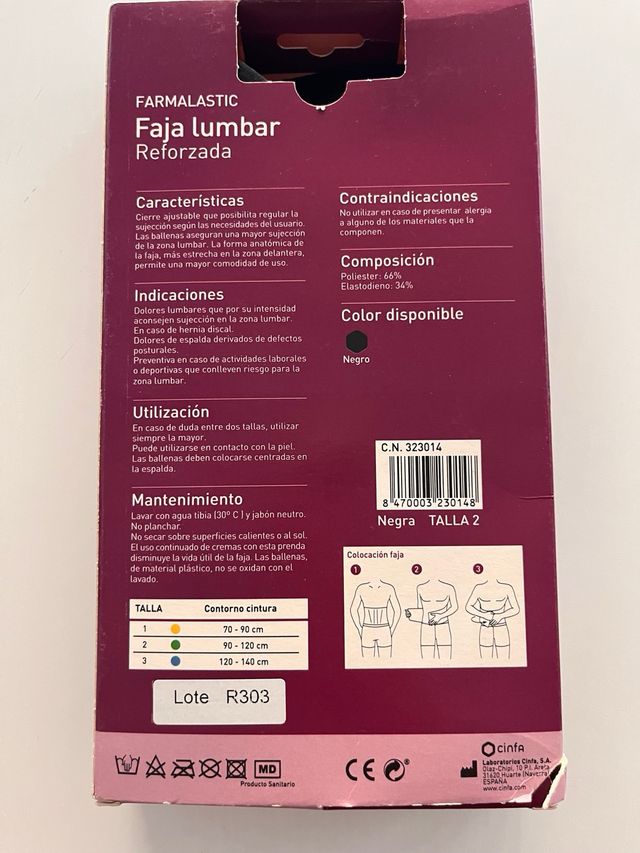 FARMALASTIC
Faja lumbar
Reforzada
Características
Cierre ajustable que posibilita regular la
sujección según las necesidades del usuario.
Las ballenas aseguran una mayor sujección
de la zona lumbar. La forma anatómica de
la faja, más estrecha en la zona delantera,
permite una mayor comodidad de uso.
Indicaciones
Dolores lumbares que por su intensidad
aconsejen sujección en la zona lumbar.
En caso de hernia discal.
Dolores de espalda derivados de defectos
posturales.
Preventiva en caso de actividades laborales
o deportivas que conlleven riesgo para la
zona lumbar.
Utilización
En caso de duda entre dos tallas, utilizar
siempre la mayor.
Puede utilizarse en contacto con la piel.
Las ballenas deben colocarse centradas en
la espalda.
Mantenimiento
Lavar con agua tibia (30º C ) y jabón neutro.
No planchar.
No secar sobre superficies calientes o al sol.
El uso continuado de cremas con esta prenda
disminuye la vida útil de la faja. Las ballenas,
de material plástico, no se oxidan con el
lavado.
TALLA Contorno cintura
1 70 - 90 cm
2 90 - 120 cm
3 120 - 140 cm
Lote R303
Contraindicaciones
No utilizar en caso de presentar alergia
a alguno de los materiales que la
componen.
Composición
Poliester: 66%
Elastodieno: 34%
Color disponible
Negro
C.N. 323014
8 470003 230148
Negra TALLA 2
Colocación faja
1 2 3
MD
Producto Sanitario
CE
cinfa
Laboratorios Cinfa, S.A.
Olaz-Chipi, 10 P.I. Areta
31620 Huarte (Navarra)
ESPAÑA
www.cinfa.com